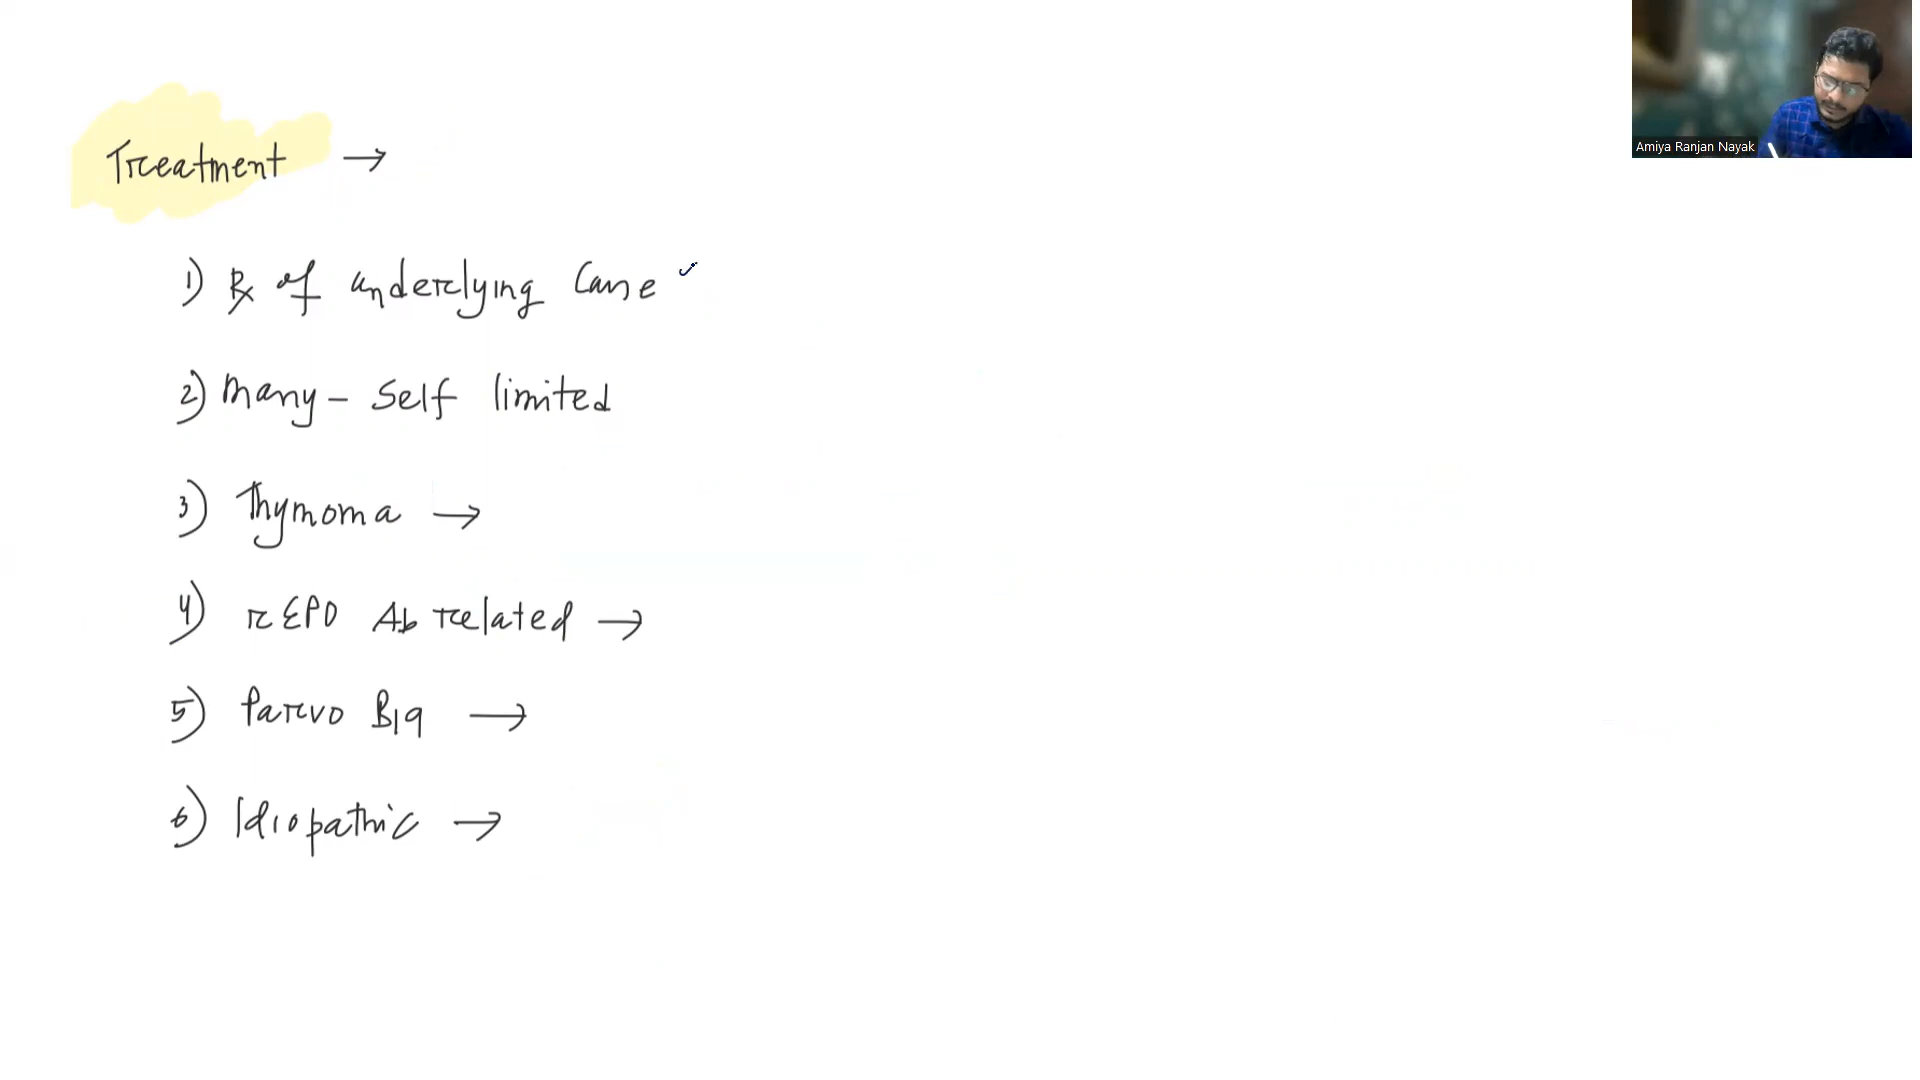 Treatment →
1) Rx of underlying Cause ✓
2) Many - Self limited
3) Thymoma →
4) rEPO Ab related →
5) Parvo B19 →
6) Idiopathic →
Amiya Ranjan Nayak